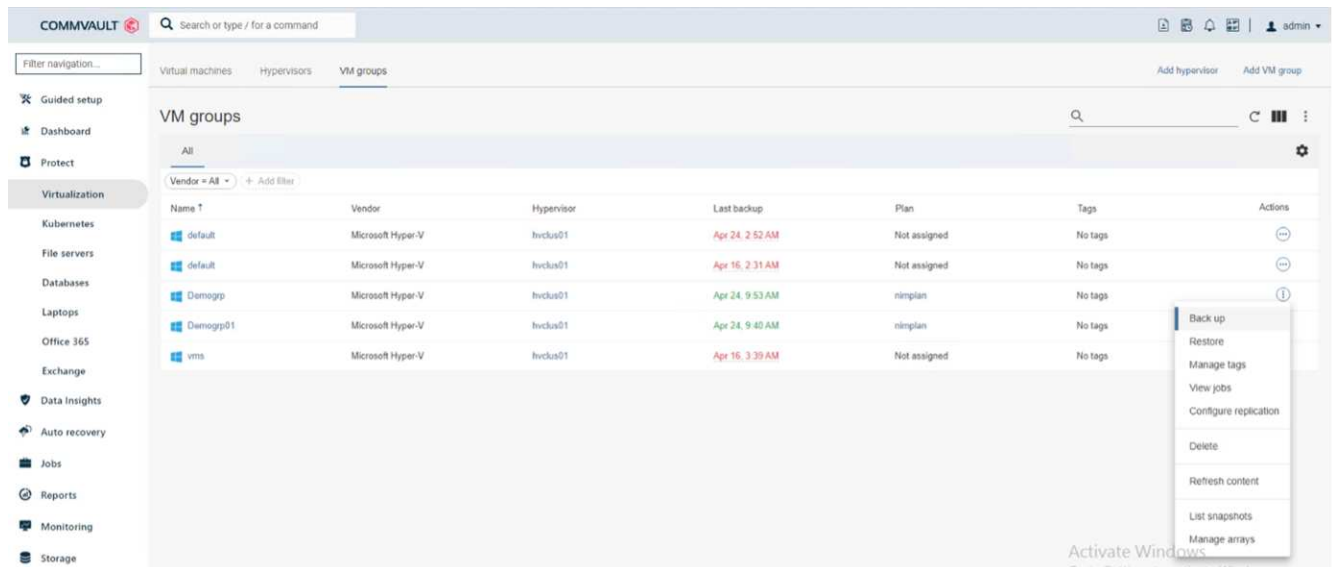 COMMVAULT
Search or type / for a command
admin
Filter navigation...
Virtual machines Hypervisors VM groups
Add hypervisor Add VM group
Guided setup
Dashboard
Protect
Virtualization
Kubernetes
File servers
Databases
Laptops
Office 365
Exchange
Data Insights
Auto recovery
Jobs
Reports
Monitoring
Storage
VM groups
All
Vendor = All + Add filter
Name ↑ Vendor Hypervisor Last backup Plan Tags Actions
default Microsoft Hyper-V hvclus01 Apr 24, 2:52 AM Not assigned No tags
default Microsoft Hyper-V hvclus01 Apr 16, 2:31 AM Not assigned No tags
Demogrp Microsoft Hyper-V hvclus01 Apr 24, 9:53 AM nimplan No tags
Demogrp01 Microsoft Hyper-V hvclus01 Apr 24, 9:40 AM nimplan No tags
vms Microsoft Hyper-V hvclus01 Apr 16, 3:39 AM Not assigned No tags
Back up
Restore
Manage tags
View jobs
Configure replication
Delete
Refresh content
List snapshots
Manage arrays
Activate Windows